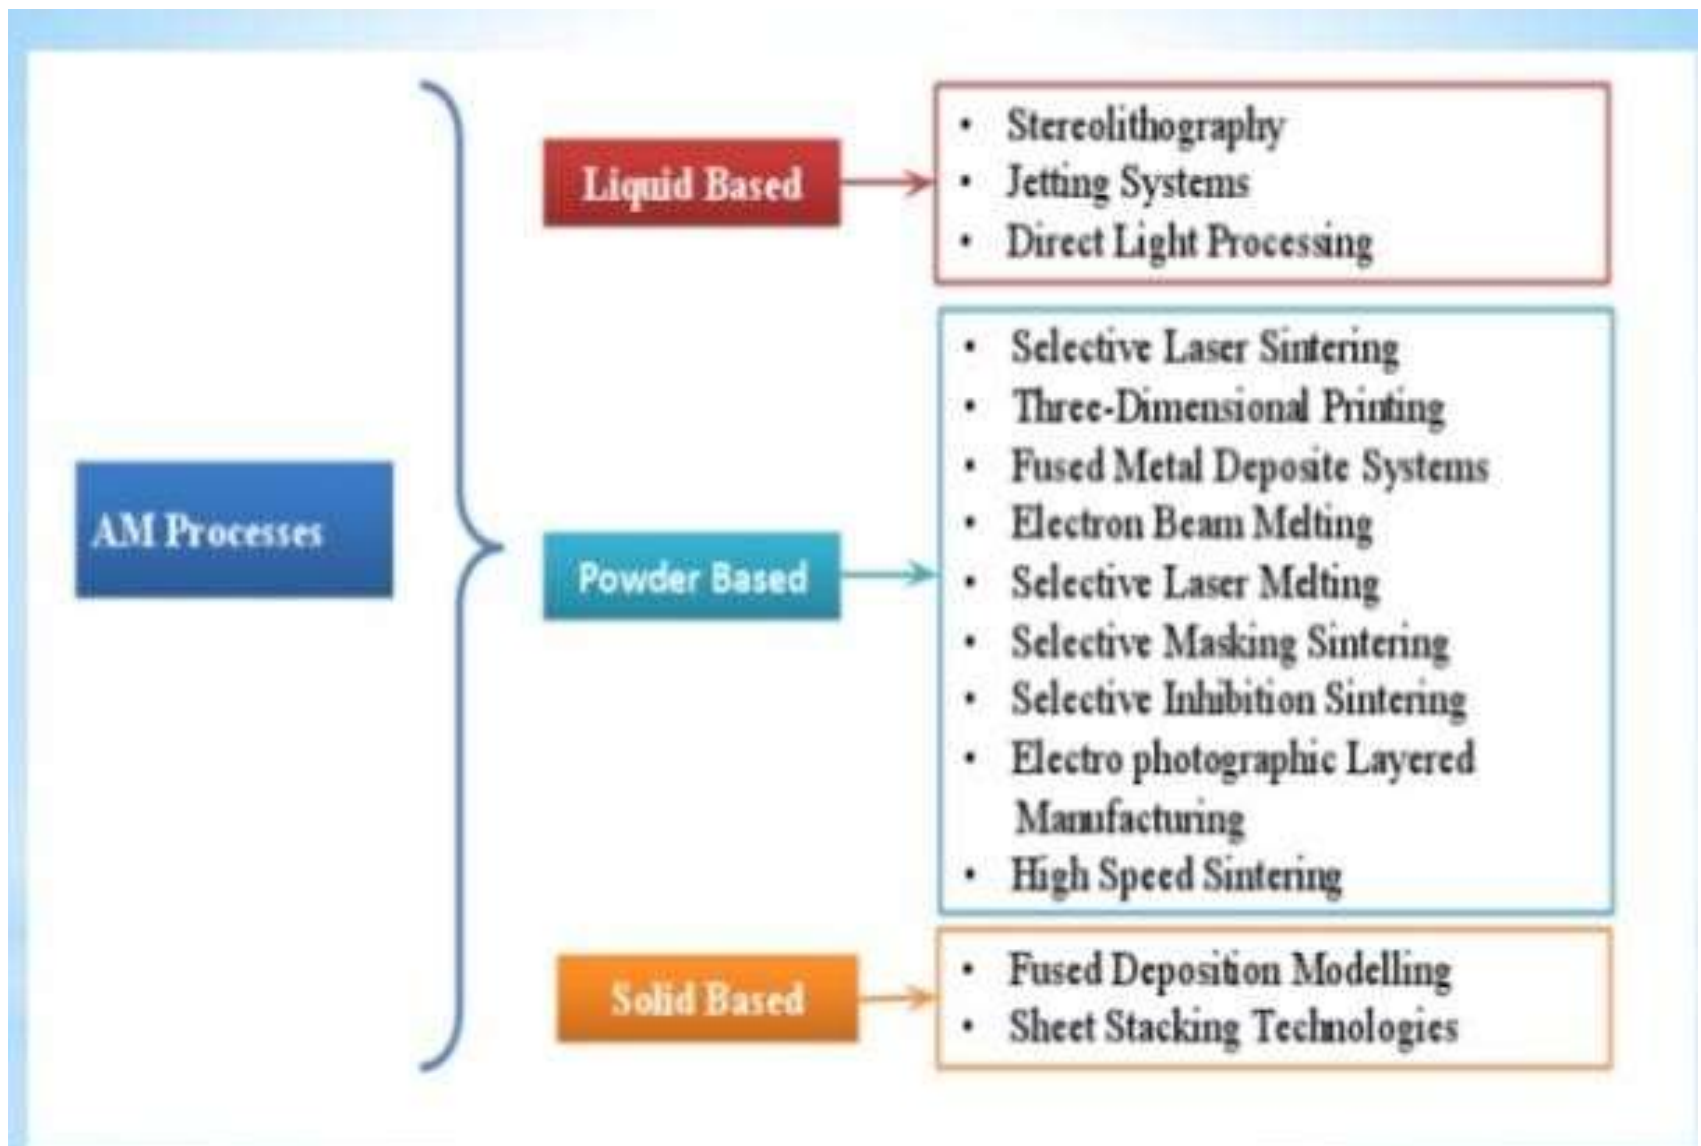 AM Processes
Liquid Based
• Stereolithography
• Jetting Systems
• Direct Light Processing
Powder Based
• Selective Laser Sintering
• Three-Dimensional Printing
• Fused Metal Deposite Systems
• Electron Beam Melting
• Selective Laser Melting
• Selective Masking Sintering
• Selective Inhibition Sintering
• Electro photographic Layered
Manufacturing
• High Speed Sintering
Solid Based
• Fused Deposition Modelling
• Sheet Stacking Technologies